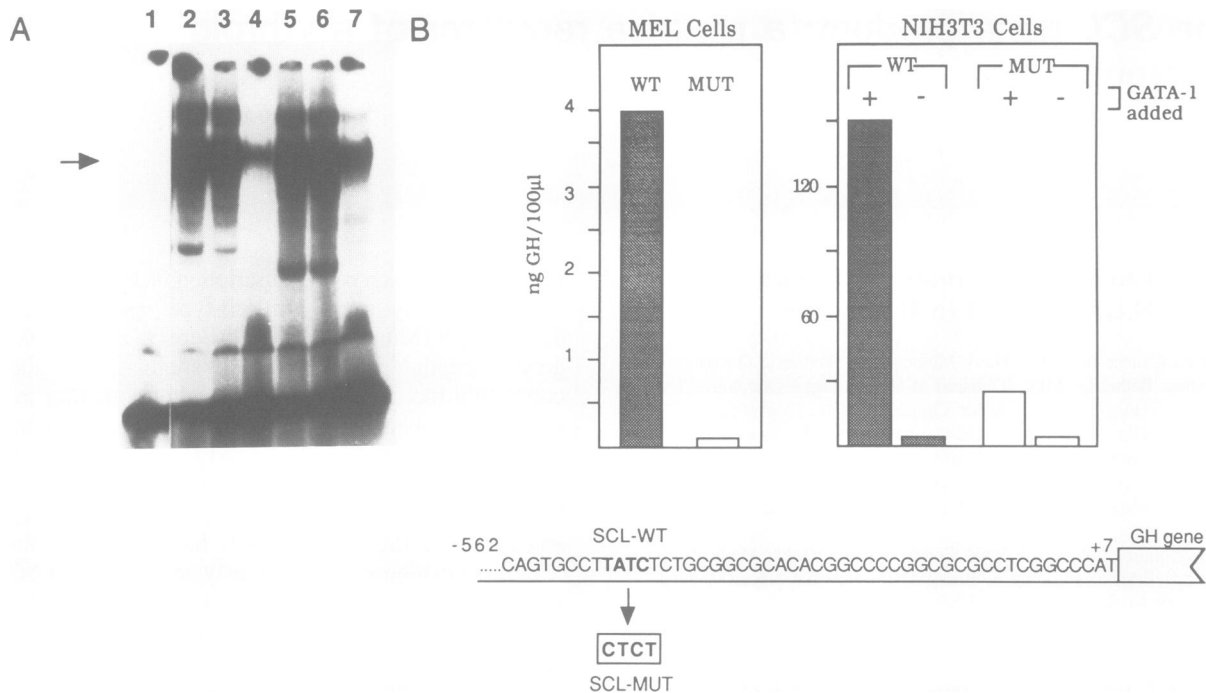 A
1 2 3 4 5 6 7
B
MEL Cells
WT MUT
ng GH/100µl
4
3
2
1
NIH3T3 Cells
WT MUT
+ - + -
GATA-1
added
120
60
SCL-WT
-562 +7 GH gene
.....CAGTGCCTTATCTCTGCGGCGCACACGGCCCCGGCGCGCCTCGGCCCAT
CTCT
SCL-MUT